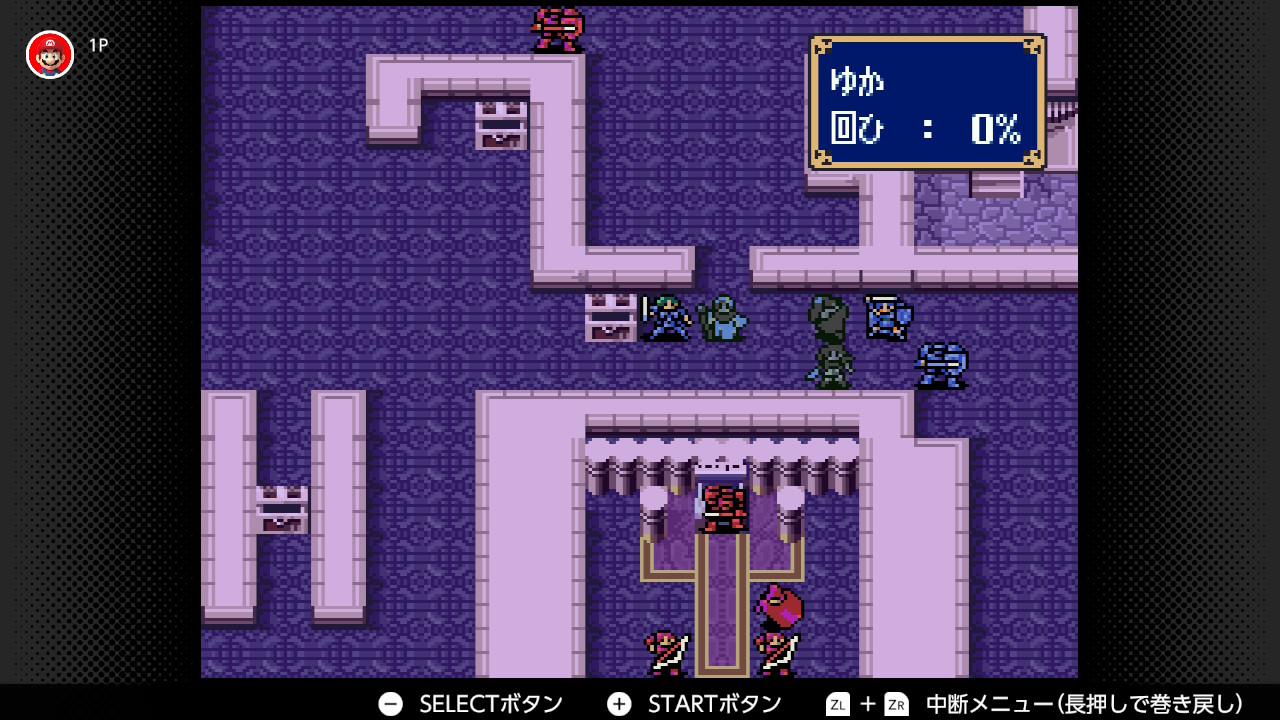 1P
ゆか
回ひ : 0%
− SELECTボタン + STARTボタン ZL + ZR 中断メニュー(長押しで巻き戻し)